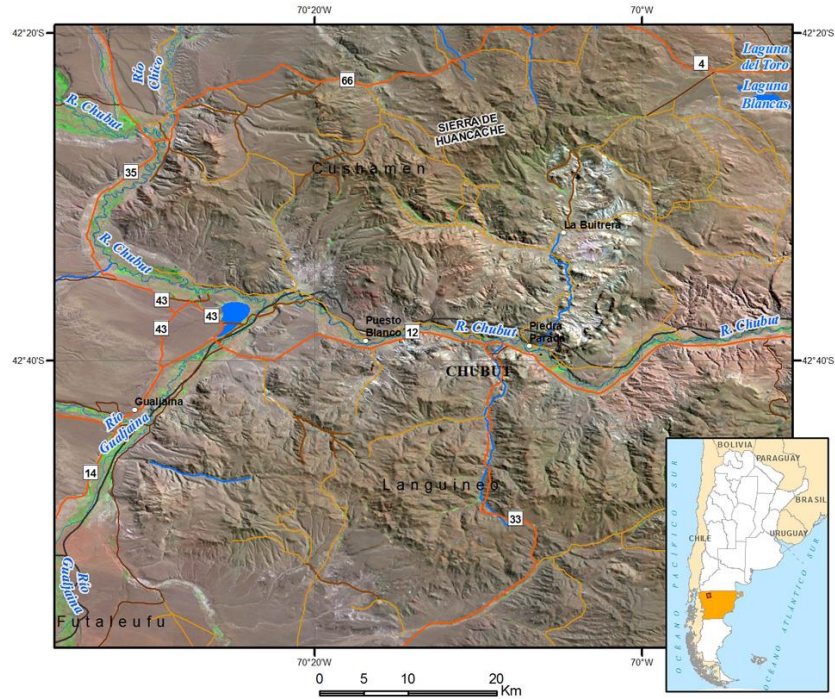 70°20'
70°W
42°20'S
42°20'S
Río
Chico
66
4
Laguna
del Toro
Laguna
Blancas
R. Chubut
SIERRA DE
HUANCACHE
35
Cushamen
La Buitrera
R. Chubut
43
43
43
Puesto
Blanco
12
R. Chubut
Piedra
Parada
R. Chubut
42°40'S
42°40'S
CHUBUT
Gualjaina
Río
Gualjaina
14
Languineo
33
Río
Gualjaina
Futaleufu
70°20'
70°W
0 5 10 20
Km
BOLIVIA
PARAGUAY
BRASIL
CHILE
URUGUAY
OCÉANO PACÍFICO SUR
OCÉANO ATLÁNTICO SUR